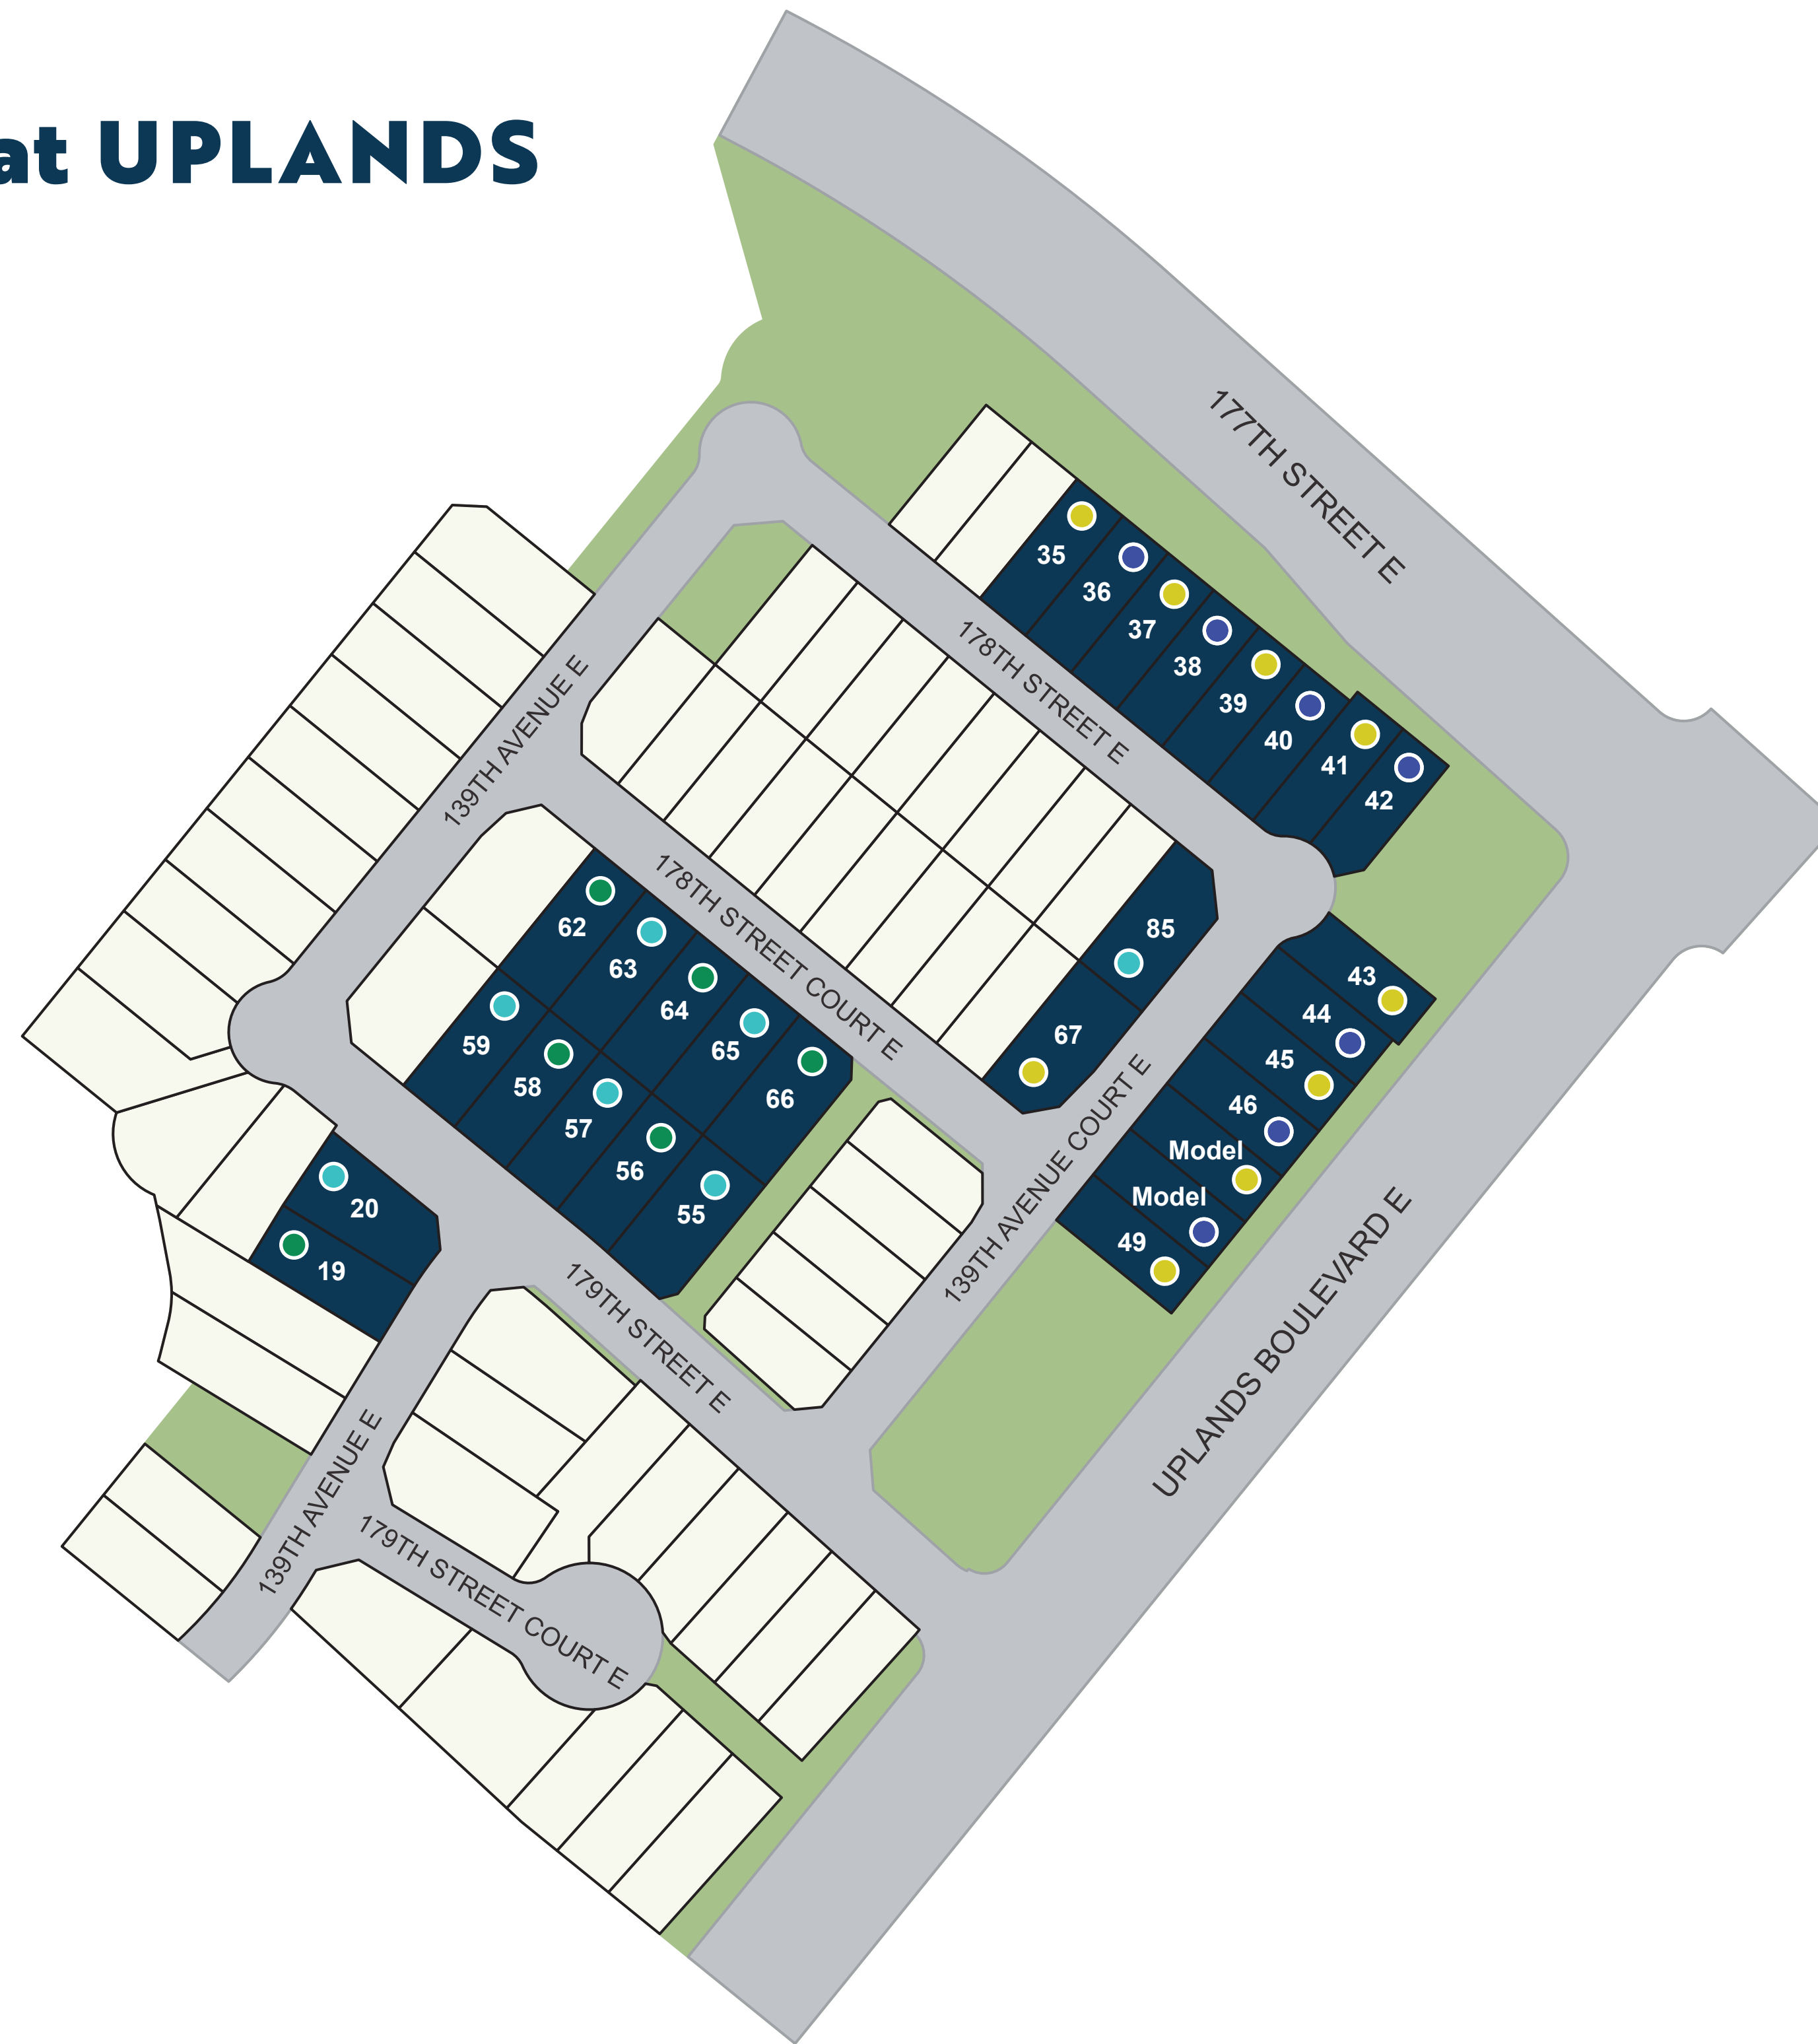 at UPLANDS
177TH STREET E
35
36
37
38
39
40
41
42
178TH STREET E
139TH AVENUE E
62
63
64
65
66
178TH STREET COURT E
85
67
59
58
57
56
55
43
44
45
46
Model
Model
49
139TH AVENUE COURT E
20
19
179TH STREET E
UPLANDS BOULEVARD E
139TH AVENUE E
179TH STREET COURT E